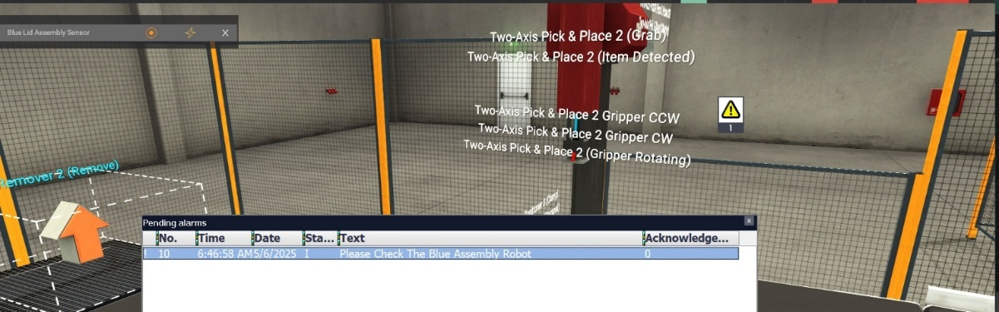 Blue Lid Assembly Sensor
X
Two-Axis Pick & Place 2 (Grab)
Two-Axis Pick & Place 2 (Item Detected)
Two-Axis Pick & Place 2 Gripper CCW
Two-Axis Pick & Place 2 Gripper CW
Two-Axis Pick & Place 2 (Gripper Rotating)
1
Remover 2 (Remove)
Pending alarms
x
No. Time Date Sta... Text Acknowledge...
! 10 6:46:58 AM 5/6/2025 I Please Check The Blue Assembly Robot 0